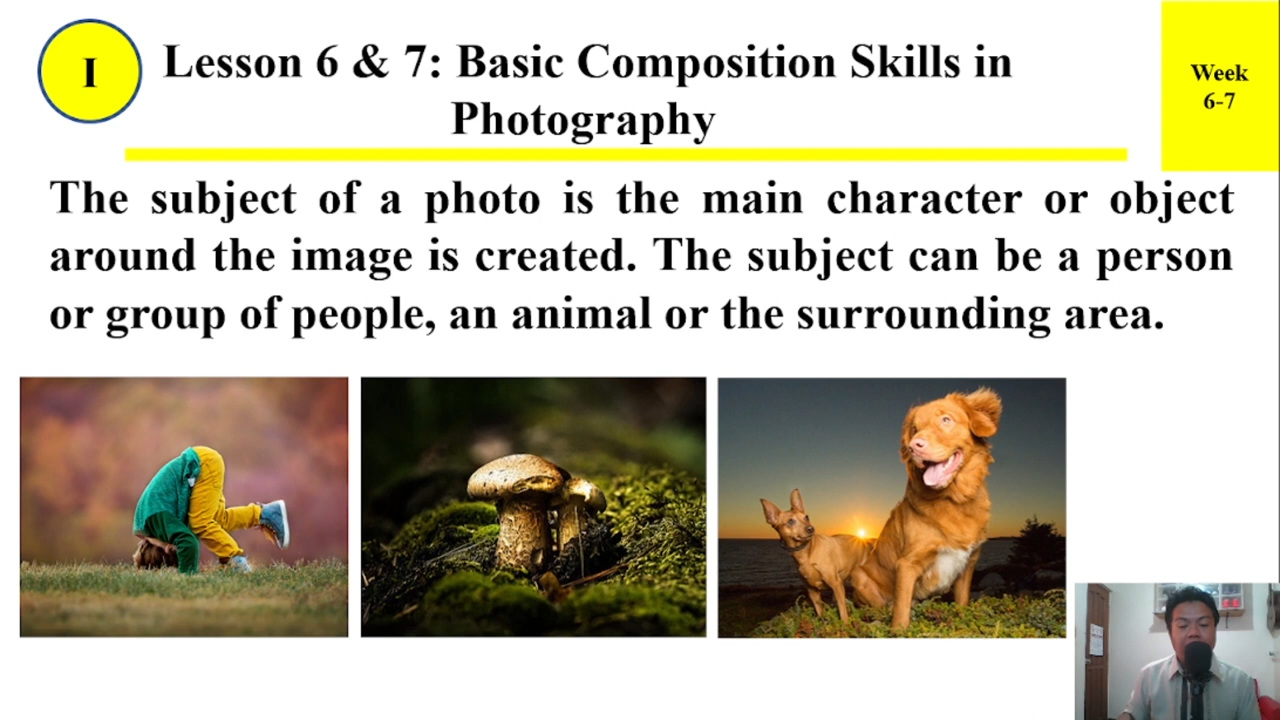 I
Lesson 6 & 7: Basic Composition Skills in
Photography
Week
6-7
The subject of a photo is the main character or object
around the image is created. The subject can be a person
or group of people, an animal or the surrounding area.